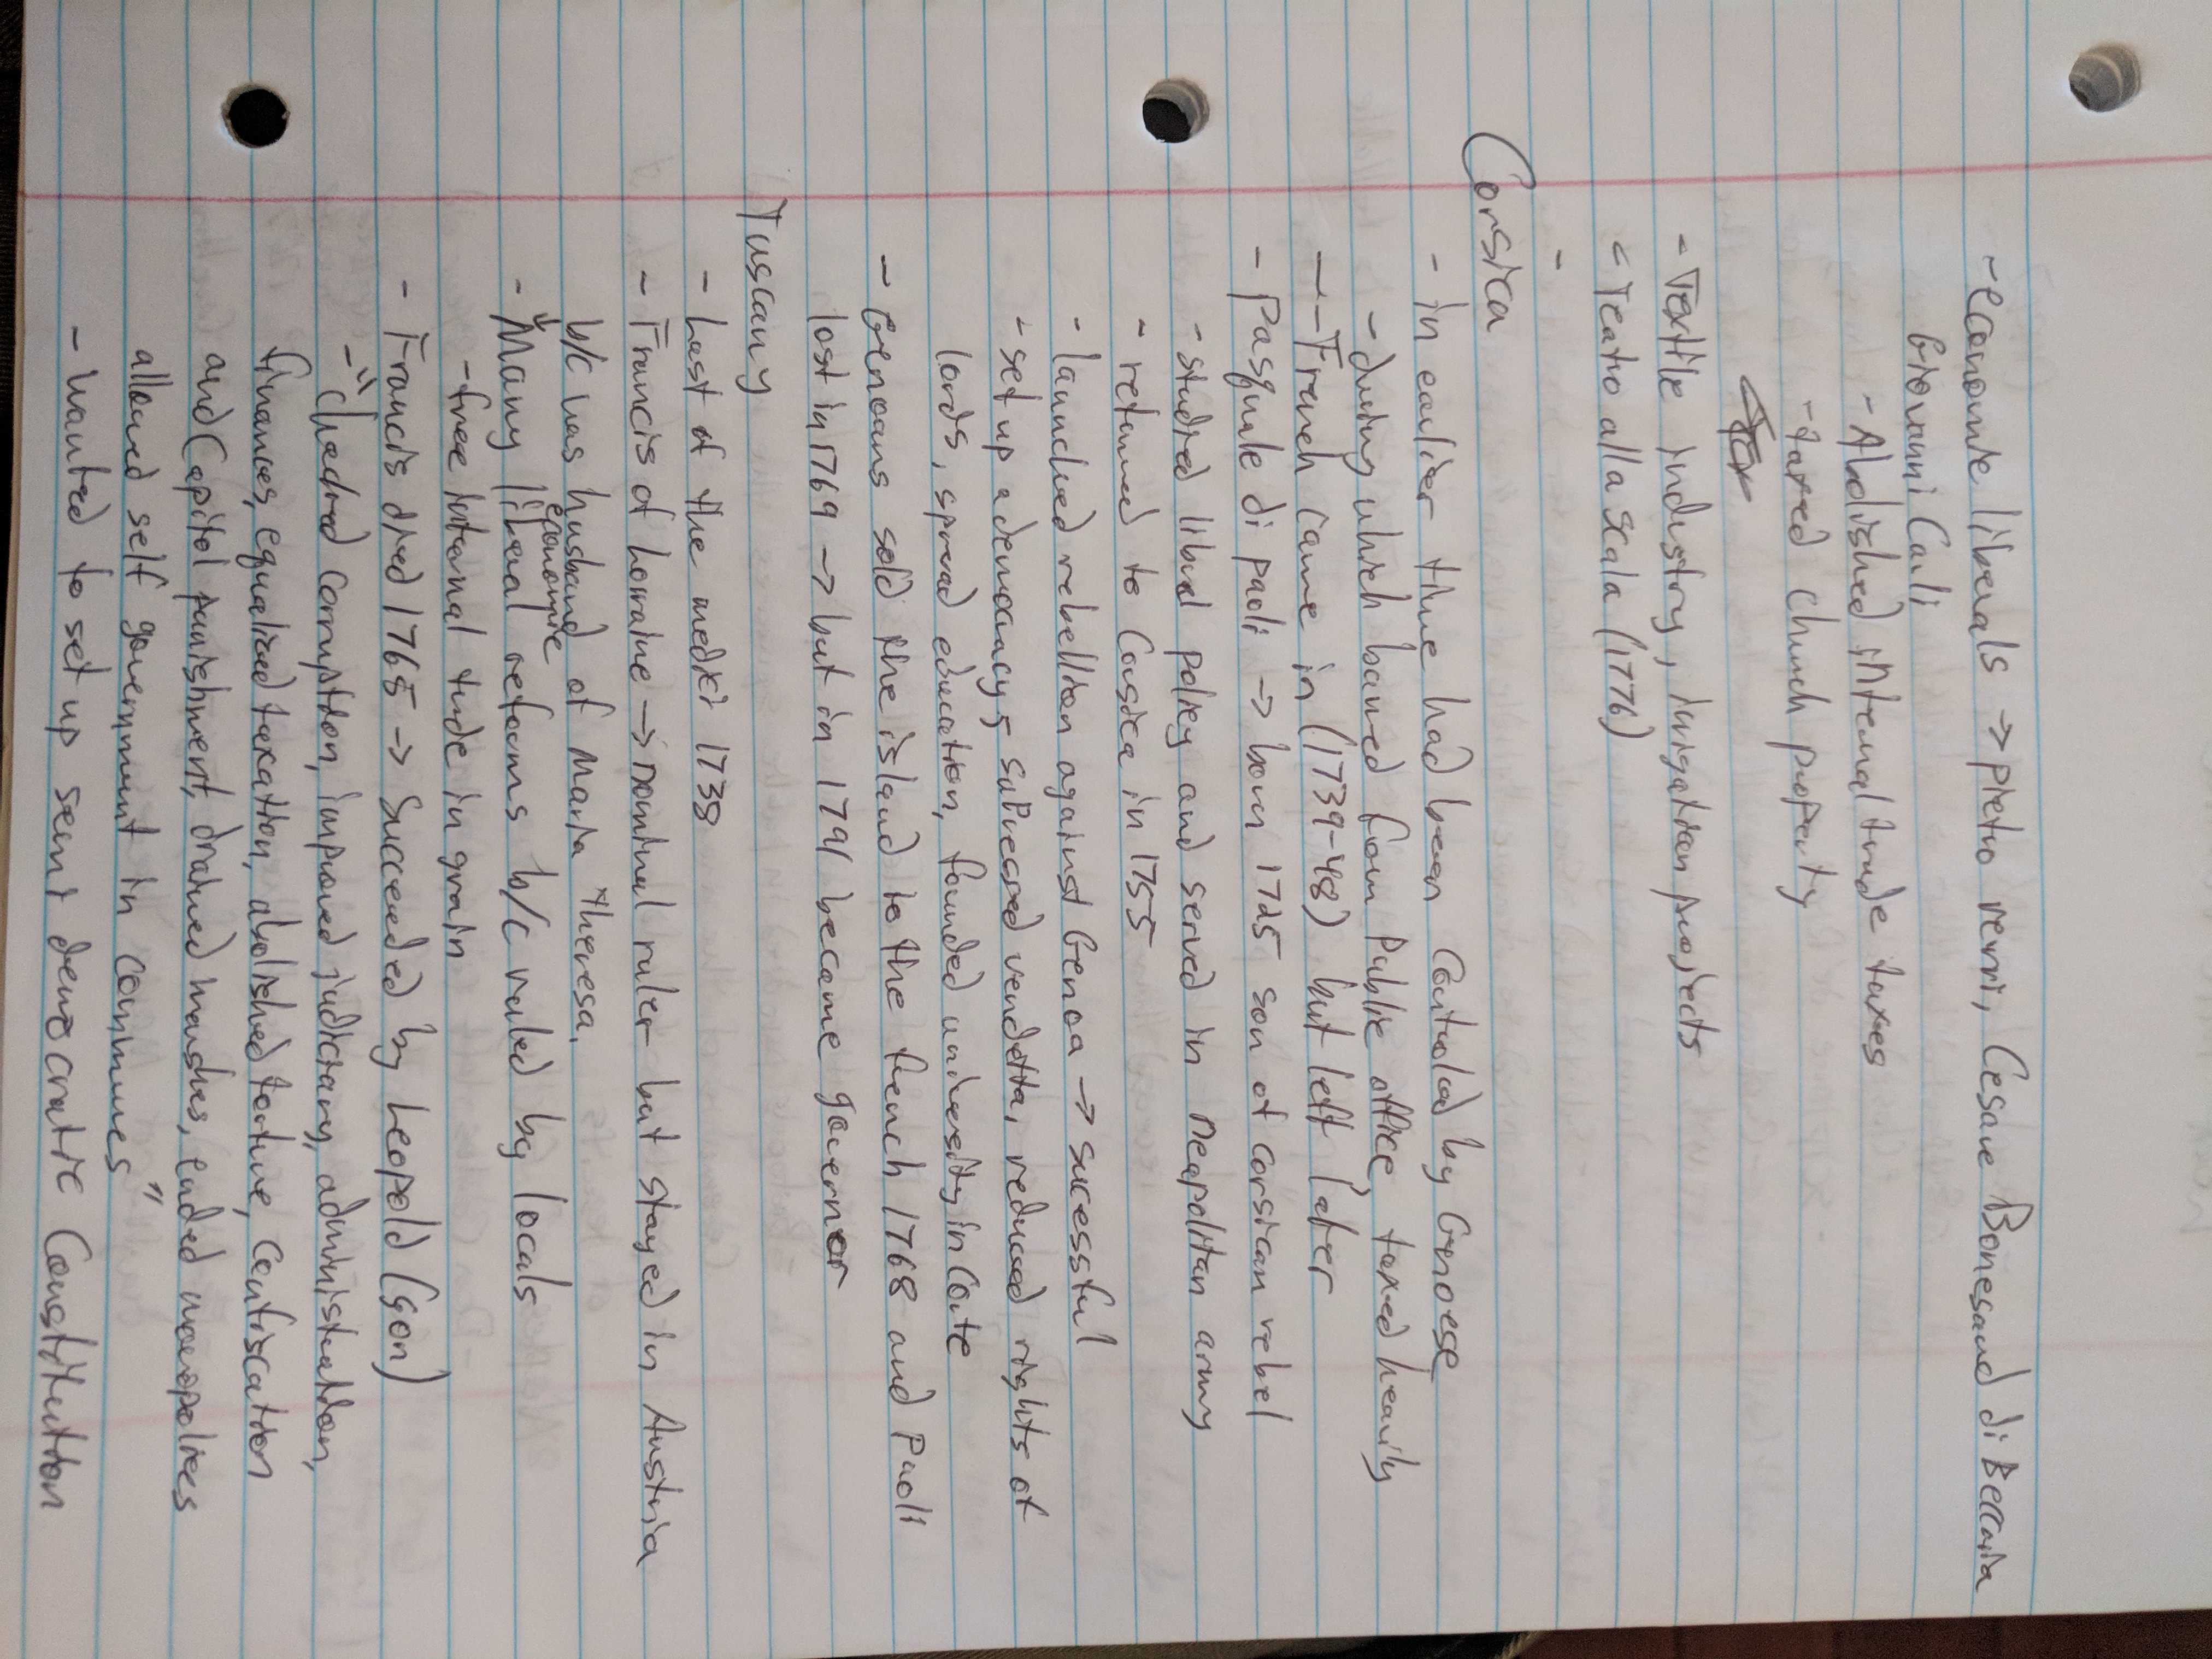 - economic liberals -> pietro verri, Cesare Bonesand di Beccaria
Giovanni Carli
- Abolished internal trade taxes
- taxed church property
- Textile industry, irrigation projects
- Teatro alla scala (1776)
-
Corsica
- in earlier time had been controled by Genoese
- during which banned from Public office, taxed heavily
-- French came in (1739-48) but left later
- Pasquale di paoli -> born 1725 son of corsican rebel
- studied liberal policy and served in neapolitan army
- returned to Corsica in 1755
- launched rebellion against Genoa -> sucessful
- set up a democracy, supressed vendetta, reduced rights of
lords, spread education, founded university in Corte
- Genoans sold the island to the french 1768 and Paoli
lost in 1769 -> but in 1791 became governor
Tuscany
- Last of the medici 1738
- Francis of Loraine -> nominal ruler but stayed in Austria
b/c was husband of Maria Theresa,
- Many liberal economic reforms b/c ruled by locals
- free internal trade in grain
- Francis died 1765 -> Succeeded by Leopold (son)
- "checked corruption, improved judiciary, administration,
finances, equalized taxation, abolished torture, confiscation
and Capitol punishment, drained marshes, ended monopolies
allowed self government in communes"
- wanted to set up semi democratic Constitution